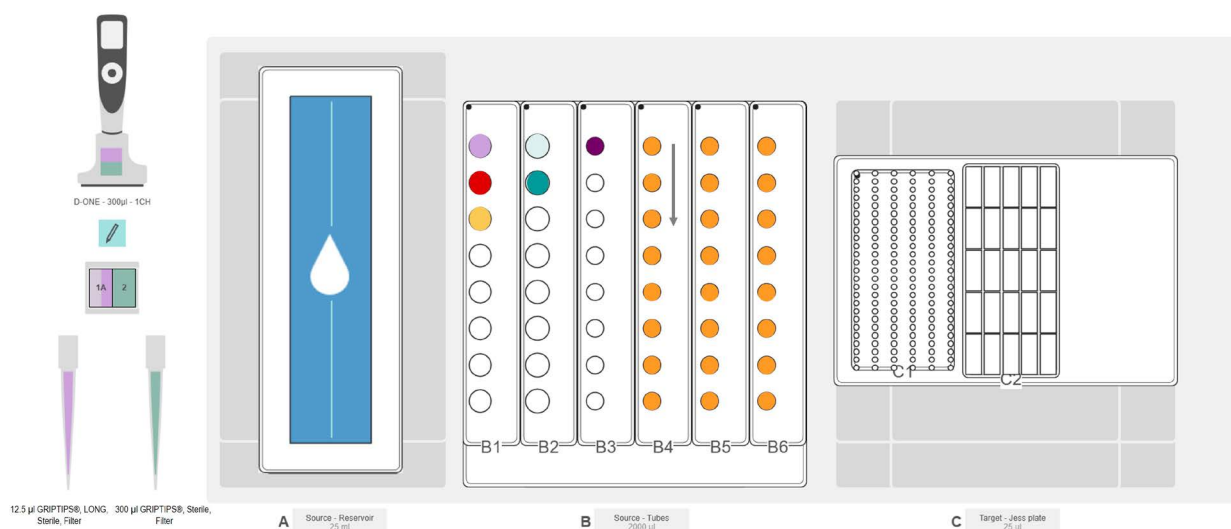 D-ONE - 300µl - 1CH
1A
2
12.5 µl GRIPTIPS®, LONG,
Sterile, Filter
300 µl GRIPTIPS®, Sterile,
Filter
B1
B2
B3
B4
B5
B6
C1
C2
A
Source - Reservoir
25 ml
B
Source - Tubes
2000 µl
C
Target - Jess plate
25 µl